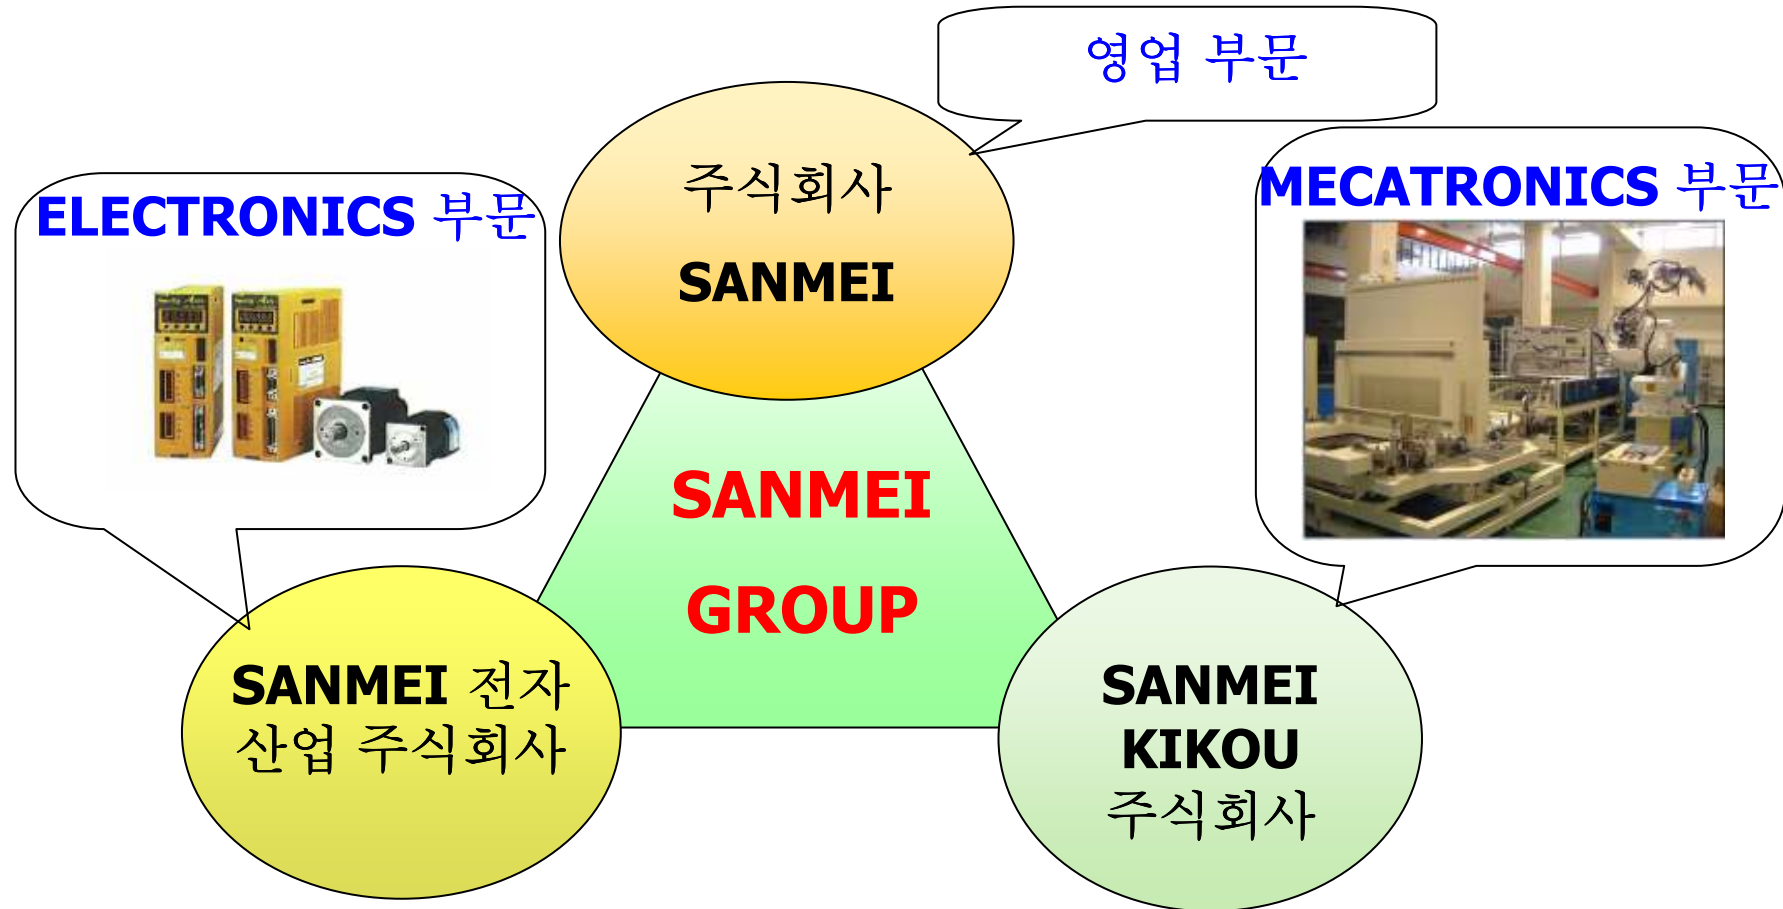 영업 부문
주식회사
SANMEI
ELECTRONICS 부문
MECATRONICS 부문
SANMEI
GROUP
SANMEI 전자
산업 주식회사
SANMEI
KIKOU
주식회사